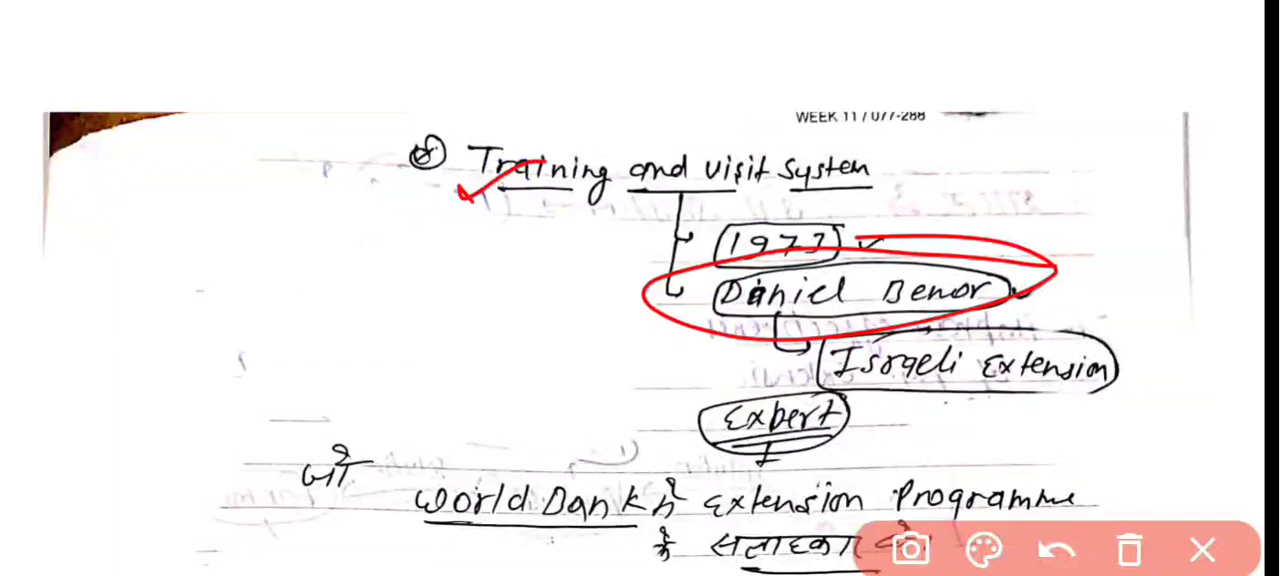 WEEK 11 / 077-288
Training and Visit System
1973
Daniel Benor
Israeli Extension
Expert
जो
World Bank में Extension Programme
के सलाहकार थे